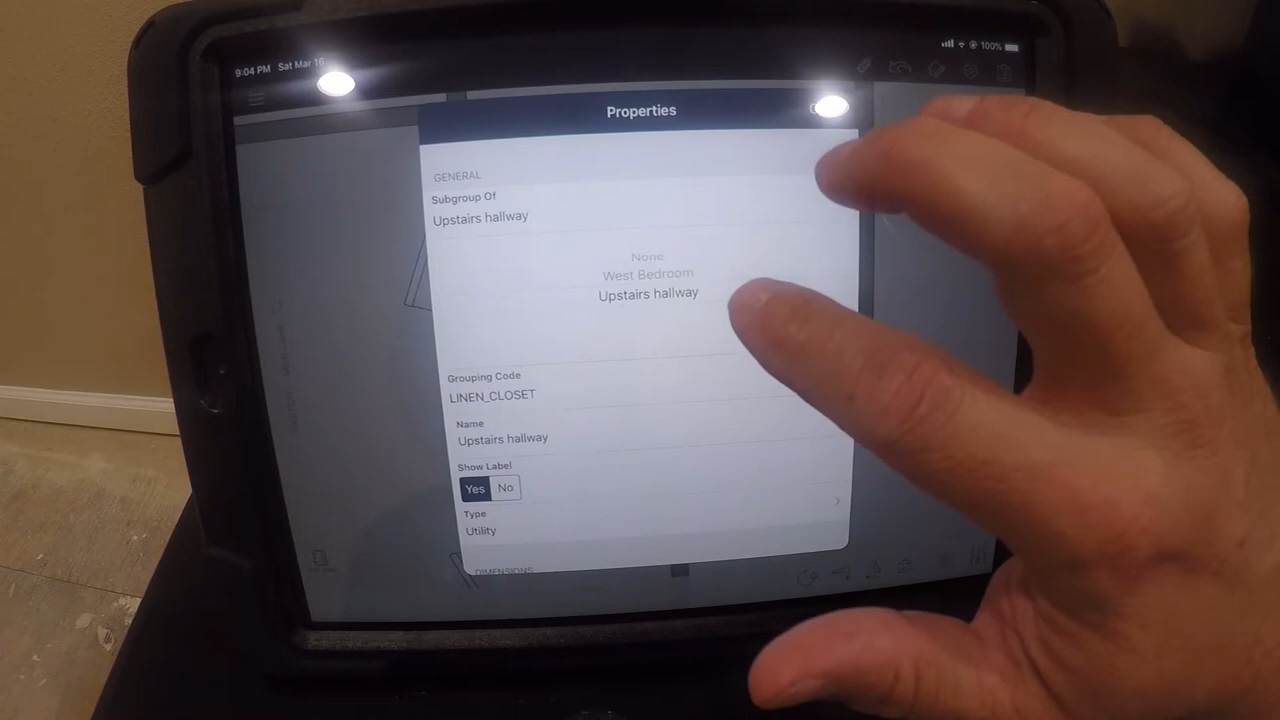 9:04 PM Sat Mar 16
100%
Properties
GENERAL
Subgroup Of
Upstairs hallway
None
West Bedroom
Upstairs hallway
Grouping Code
LINEN_CLOSET
Name
Upstairs hallway
Show Label
Yes No
Type
Utility
DIMENSIONS